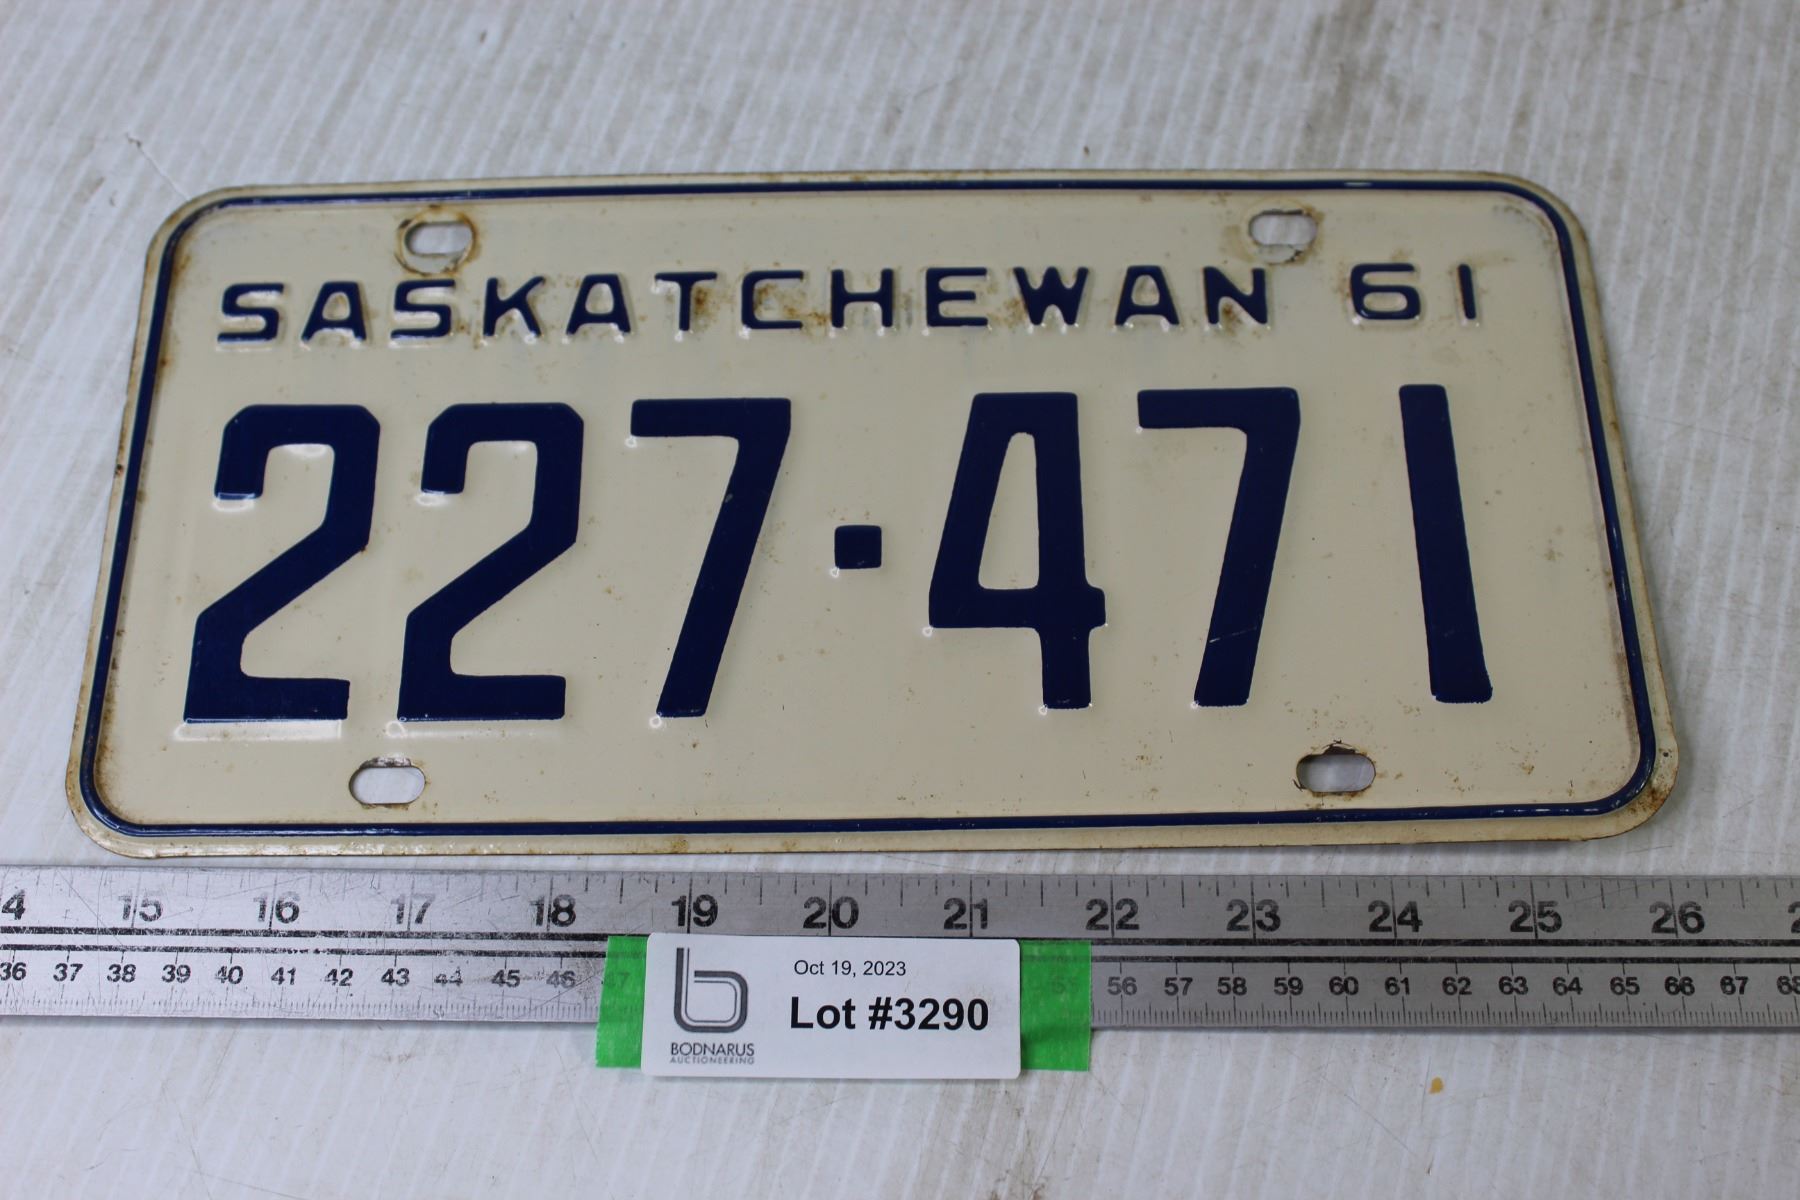 SASKATCHEWAN 61
227·471
4 15 16 17 18 19 20 21 22 23 24 25 26
36 37 38 39 40 41 42 43 44 45 46 56 57 58 59 60 61 62 63 64 65 66 67 68
Oct 19, 2023
Lot #3290
BODNARUS
AUCTIONEERING